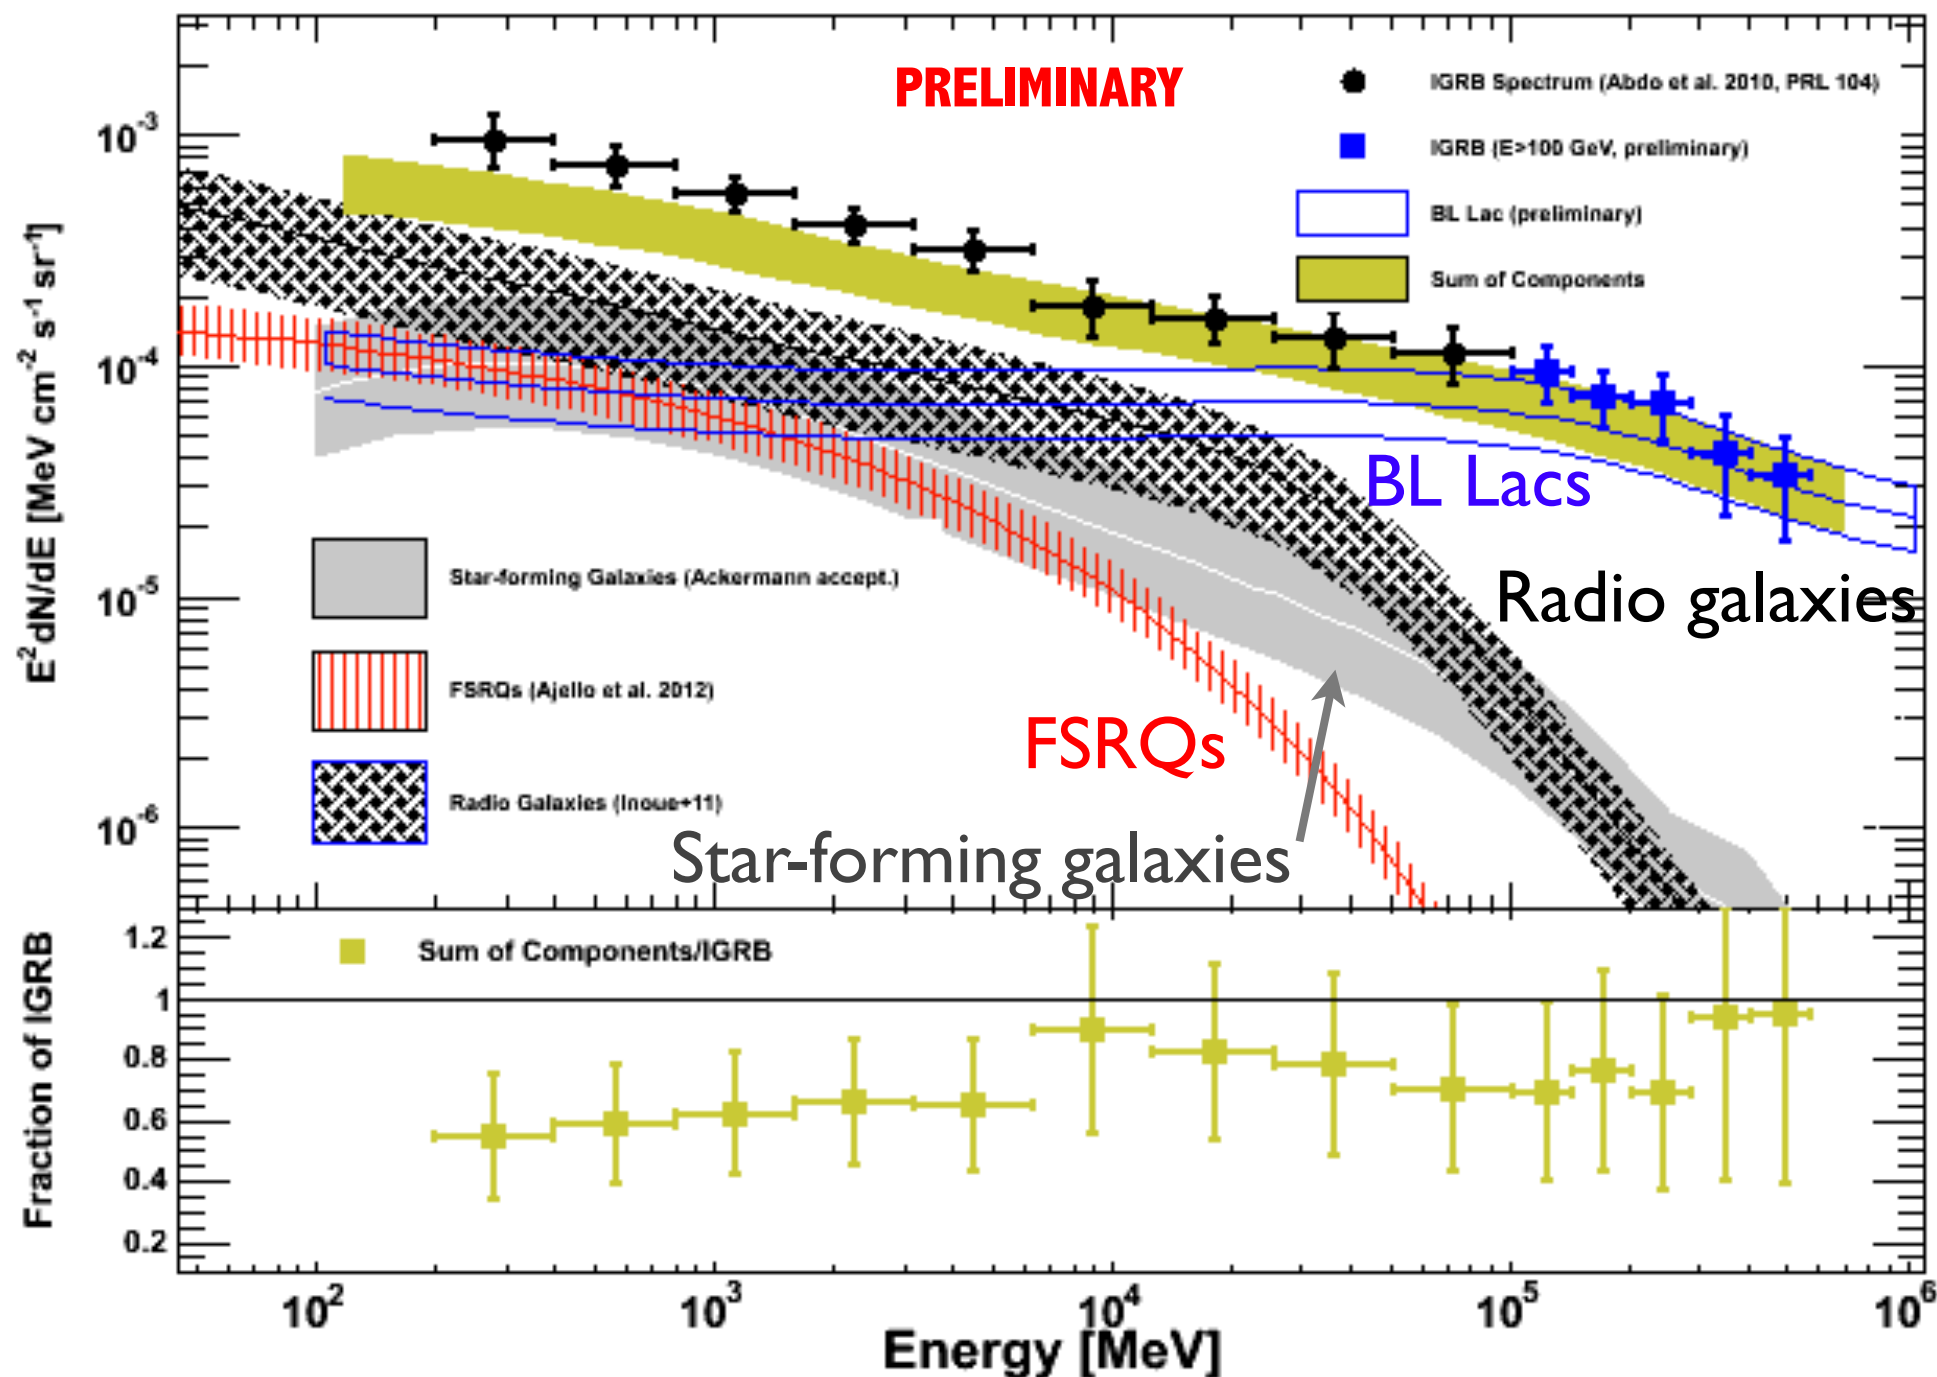 PRELIMINARY
IGRB Spectrum (Abdo et al. 2010, PRL 104)
IGRB (E>100 GeV, preliminary)
BL Lac (preliminary)
Sum of Components
10⁻³
10⁻⁴
10⁻⁵
10⁻⁶
E² dN/dE [MeV cm⁻² s⁻¹ sr⁻¹]
BL Lacs
Radio galaxies
Star-forming Galaxies (Ackermann accept.)
FSRQs (Ajello et al. 2012)
Radio Galaxies (Inoue+11)
FSRQs
Star-forming galaxies
Sum of Components/IGRB
Fraction of IGRB
1.2
1
0.8
0.6
0.4
0.2
10² 10³ 10⁴ 10⁵ 10⁶
Energy [MeV]